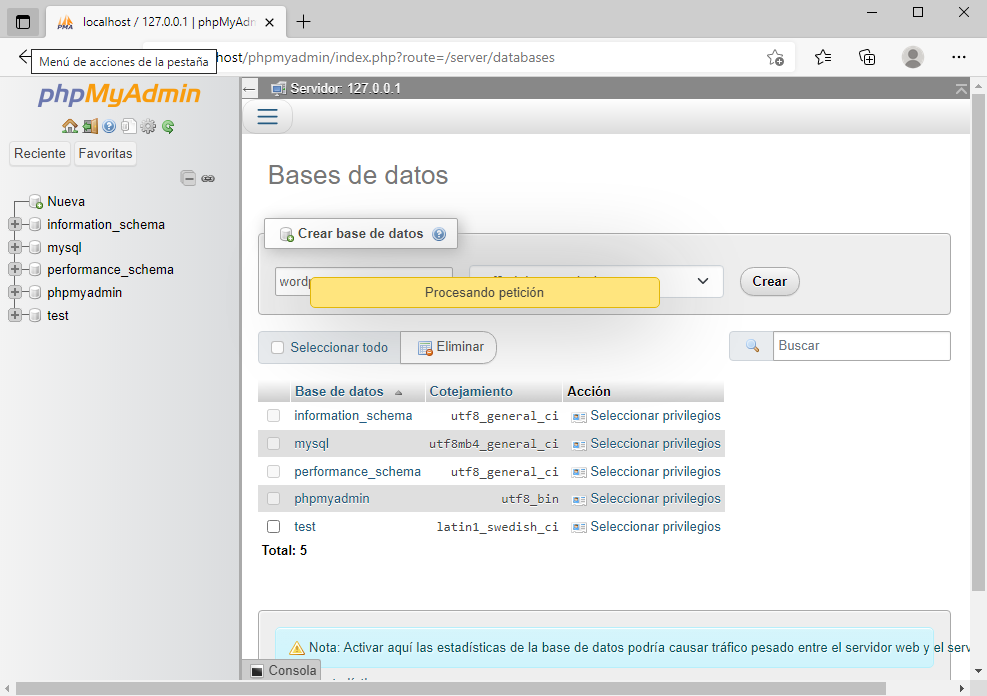 PMA
localhost / 127.0.0.1 | phpMyAdm
Menú de acciones de la pestaña
host/phpmyadmin/index.php?route=/server/databases
phpMyAdmin
Servidor: 127.0.0.1
Reciente
Favoritas
Nueva
information_schema
mysql
performance_schema
phpmyadmin
test
Bases de datos
Crear base de datos
Procesando petición
Crear
Seleccionar todo
Eliminar
Buscar
Base de datos Cotejamiento Acción
information_schema utf8_general_ci Seleccionar privilegios
mysql utf8mb4_general_ci Seleccionar privilegios
performance_schema utf8_general_ci Seleccionar privilegios
phpmyadmin utf8_bin Seleccionar privilegios
test latin1_swedish_ci Seleccionar privilegios
Total: 5
Nota: Activar aquí las estadísticas de la base de datos podría causar tráfico pesado entre el servidor web y el serv
Consola